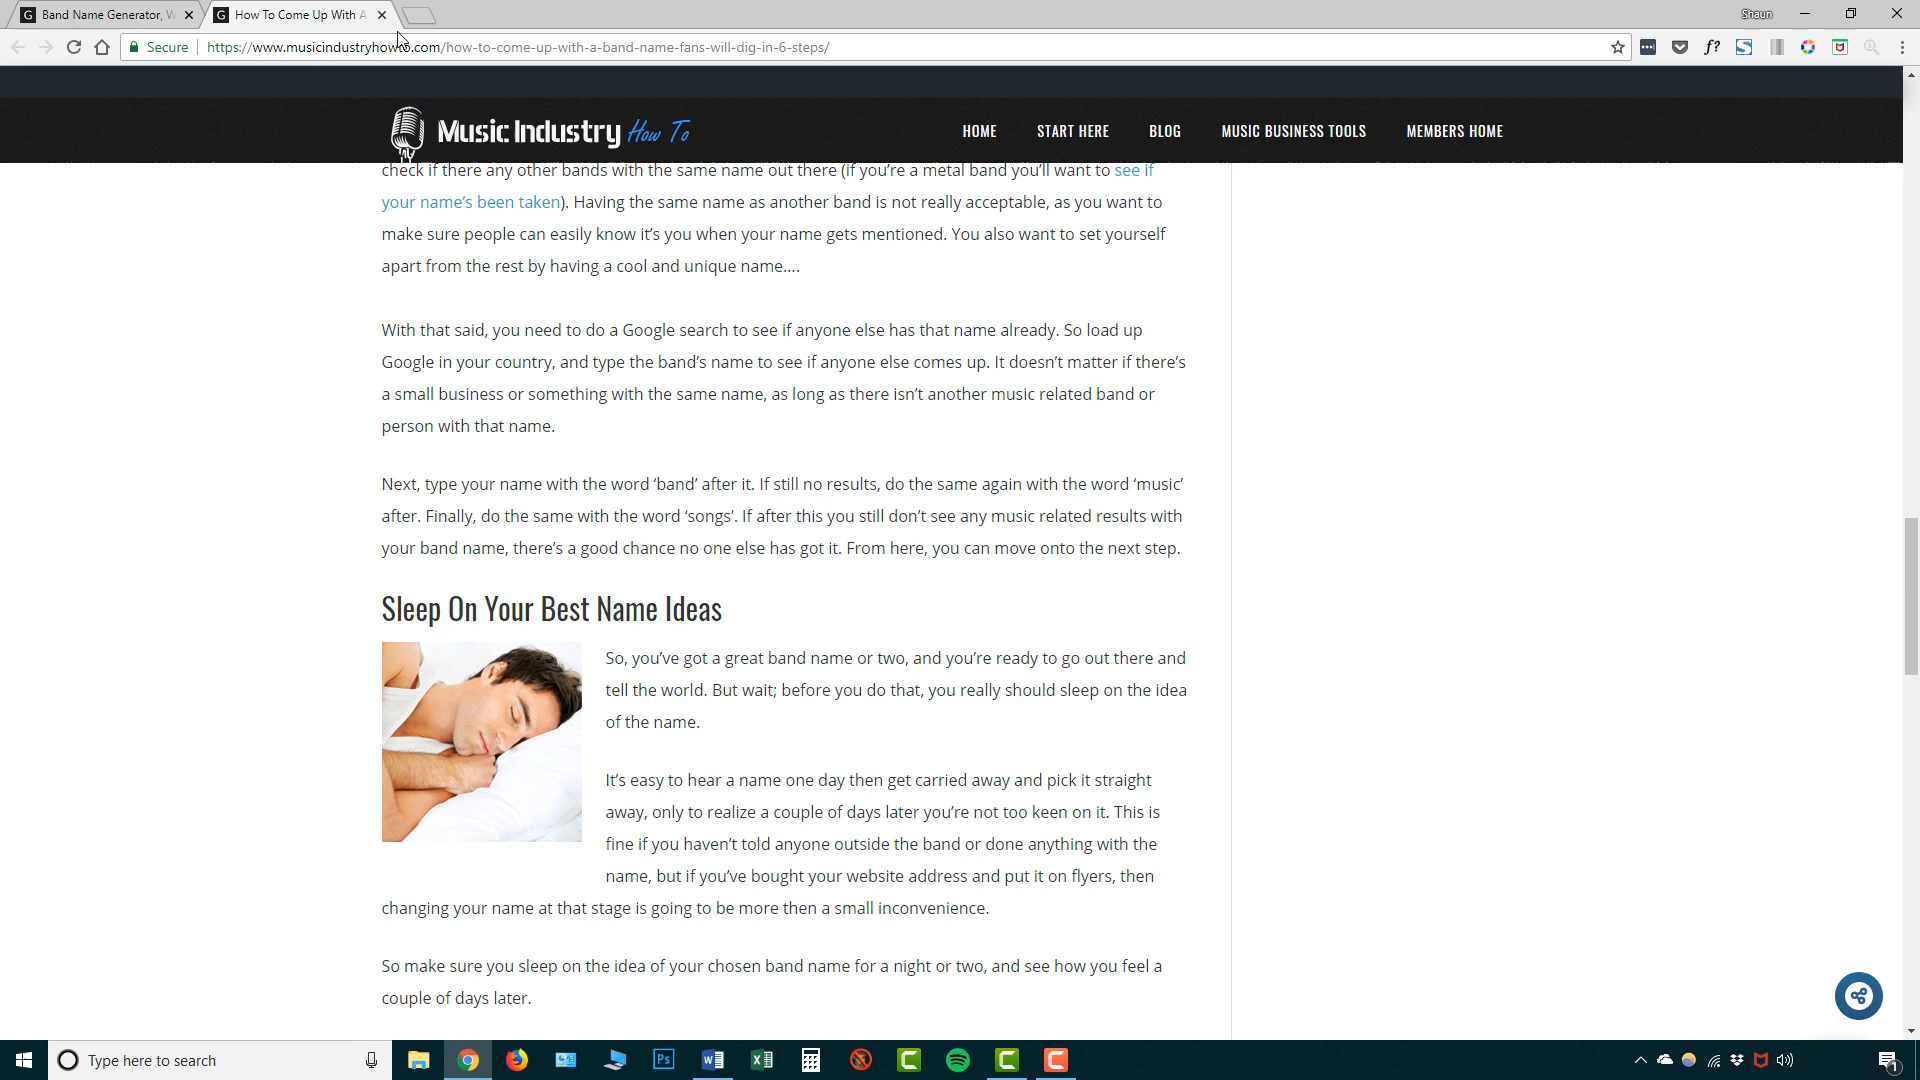 Band Name Generator, W
How To Come Up With A
Shaun
Secure
https://www.musicindustryhowto.com/how-to-come-up-with-a-band-name-fans-will-dig-in-6-steps/
f?
Music Industry How To
HOME
START HERE
BLOG
MUSIC BUSINESS TOOLS
MEMBERS HOME
check if there any other bands with the same name out there (if you’re a metal band you’ll want to see if
your name’s been taken). Having the same name as another band is not really acceptable, as you want to
make sure people can easily know it’s you when your name gets mentioned. You also want to set yourself
apart from the rest by having a cool and unique name….
With that said, you need to do a Google search to see if anyone else has that name already. So load up
Google in your country, and type the band’s name to see if anyone else comes up. It doesn’t matter if there’s
a small business or something with the same name, as long as there isn’t another music related band or
person with that name.
Next, type your name with the word ‘band’ after it. If still no results, do the same again with the word ‘music’
after. Finally, do the same with the word ‘songs’. If after this you still don’t see any music related results with
your band name, there’s a good chance no one else has got it. From here, you can move onto the next step.
Sleep On Your Best Name Ideas
So, you’ve got a great band name or two, and you’re ready to go out there and
tell the world. But wait; before you do that, you really should sleep on the idea
of the name.
It’s easy to hear a name one day then get carried away and pick it straight
away, only to realize a couple of days later you’re not too keen on it. This is
fine if you haven’t told anyone outside the band or done anything with the
name, but if you’ve bought your website address and put it on flyers, then
changing your name at that stage is going to be more then a small inconvenience.
So make sure you sleep on the idea of your chosen band name for a night or two, and see how you feel a
couple of days later.
Type here to search
Ps
1